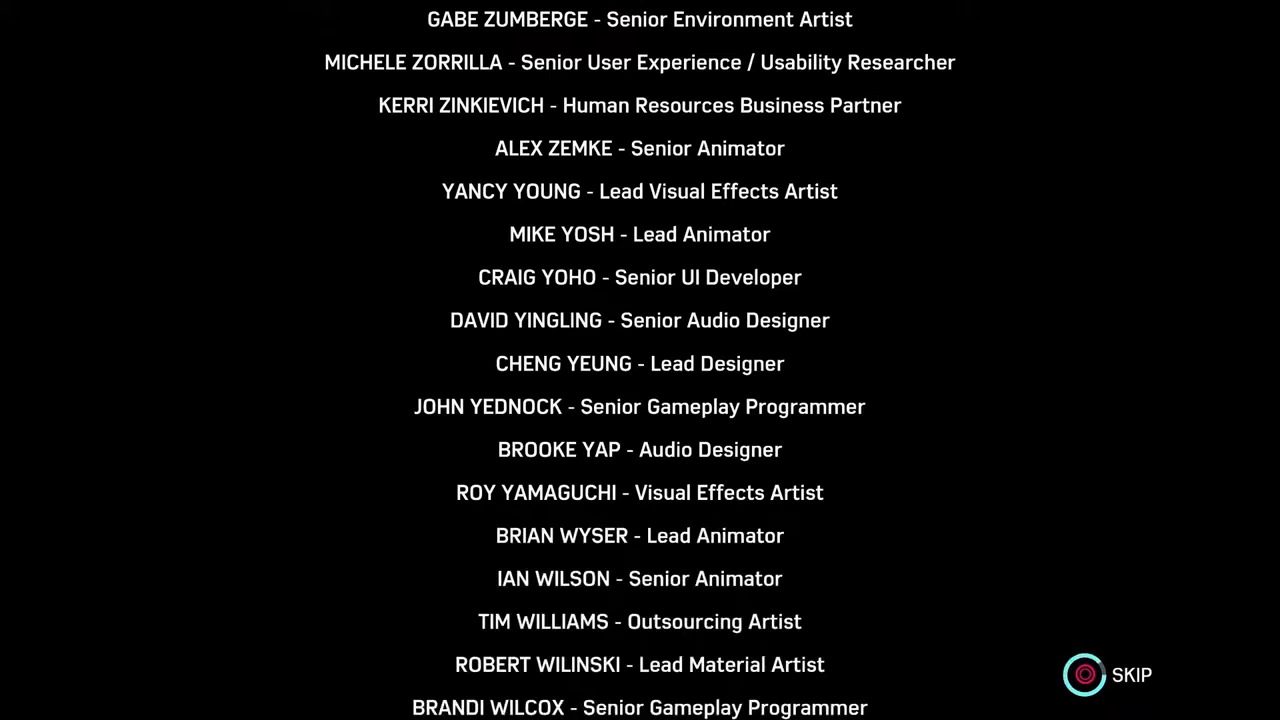 GABE ZUMBERGE - Senior Environment Artist
MICHELE ZORRILLA - Senior User Experience / Usability Researcher
KERRI ZINKIEVICH - Human Resources Business Partner
ALEX ZEMKE - Senior Animator
YANCY YOUNG - Lead Visual Effects Artist
MIKE YOSH - Lead Animator
CRAIG YOHO - Senior UI Developer
DAVID YINGLING - Senior Audio Designer
CHENG YEUNG - Lead Designer
JOHN YEDNOCK - Senior Gameplay Programmer
BROOKE YAP - Audio Designer
ROY YAMAGUCHI - Visual Effects Artist
BRIAN WYSER - Lead Animator
IAN WILSON - Senior Animator
TIM WILLIAMS - Outsourcing Artist
ROBERT WILINSKI - Lead Material Artist
SKIP
BRANDI WILCOX - Senior Gameplay Programmer